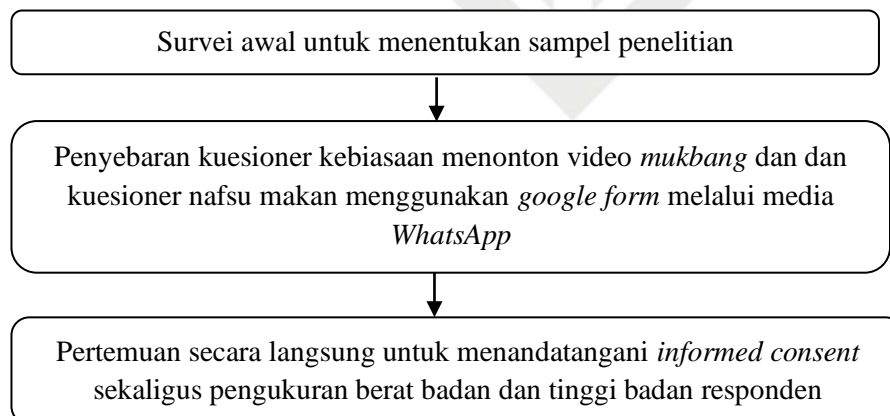 Survei awal untuk menentukan sampel penelitian
Penyebaran kuesioner kebiasaan menonton video mukbang dan dan
kuesioner nafsu makan menggunakan google form melalui media
WhatsApp
Pertemuan secara langsung untuk menandatangani informed consent
sekaligus pengukuran berat badan dan tinggi badan responden